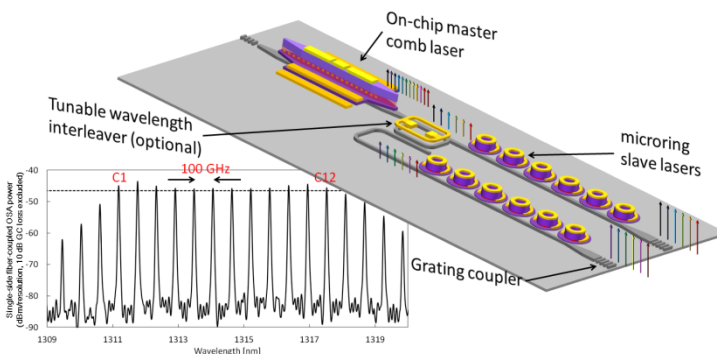 On-chip master
comb laser
Tunable wavelength
interleaver (optional)
microring
slave lasers
Grating coupler
C1
100 GHz
C12
Single-side fiber-coupled OSA power
(dBm/resolution, 10 dB GC loss excluded)
-40
-50
-60
-70
-80
-90
1309
1311
1313
1315
1317
1319
Wavelength [nm]